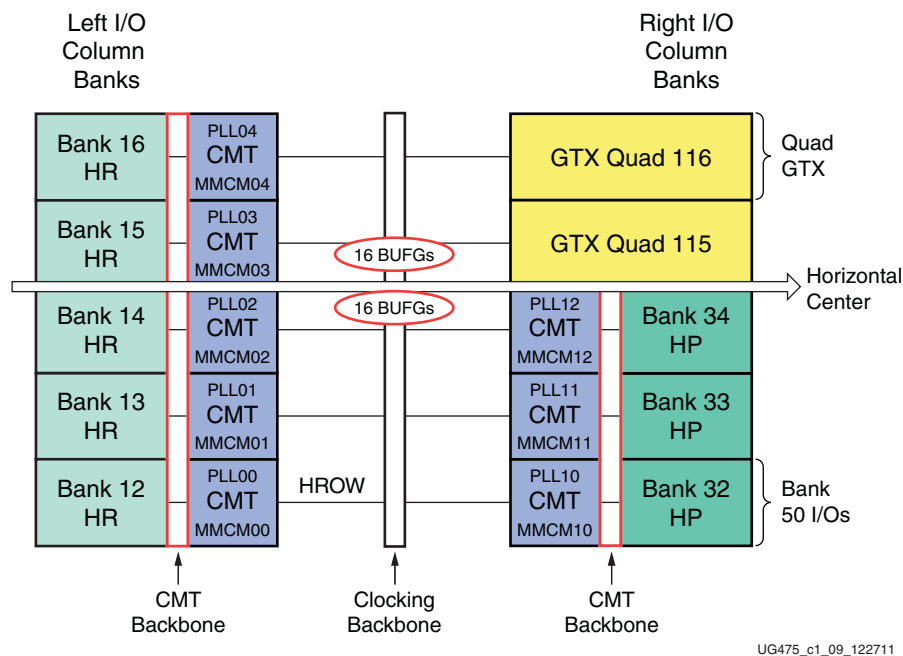 Left I/O
Column
Banks
Right I/O
Column
Banks
Bank 16
HR
PLL04
CMT
MMCM04
GTX Quad 116
Quad
GTX
Bank 15
HR
PLL03
CMT
MMCM03
16 BUFGs
GTX Quad 115
Horizontal
Center
Bank 14
HR
PLL02
CMT
MMCM02
16 BUFGs
PLL12
CMT
MMCM12
Bank 34
HP
Bank 13
HR
PLL01
CMT
MMCM01
PLL11
CMT
MMCM11
Bank 33
HP
Bank 12
HR
PLL00
CMT
MMCM00
HROW
PLL10
CMT
MMCM10
Bank 32
HP
Bank
50 I/Os
CMT
Backbone
Clocking
Backbone
CMT
Backbone
UG475_c1_09_122711